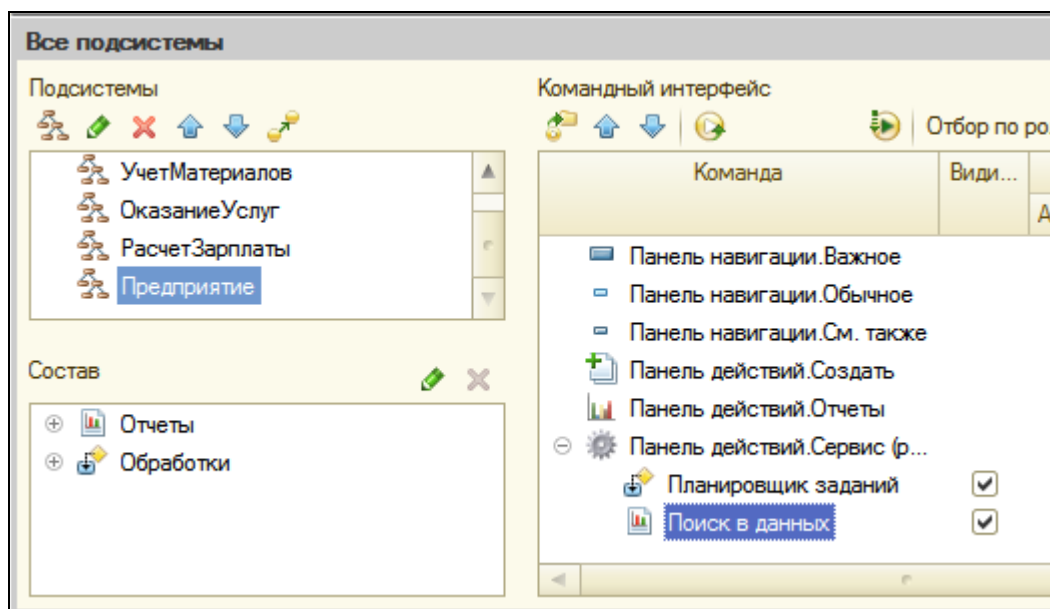 Все подсистемы
Подсистемы
УчетМатериалов
ОказаниеУслуг
РасчетЗарплаты
Предприятие
Состав
Отчеты
Обработки
Командный интерфейс
Отбор по ро
Команда Види...
Д
Панель навигации.Важное
Панель навигации.Обычное
Панель навигации.См. также
Панель действий.Создать
Панель действий.Отчеты
Панель действий.Сервис (р...
Планировщик заданий
Поиск в данных